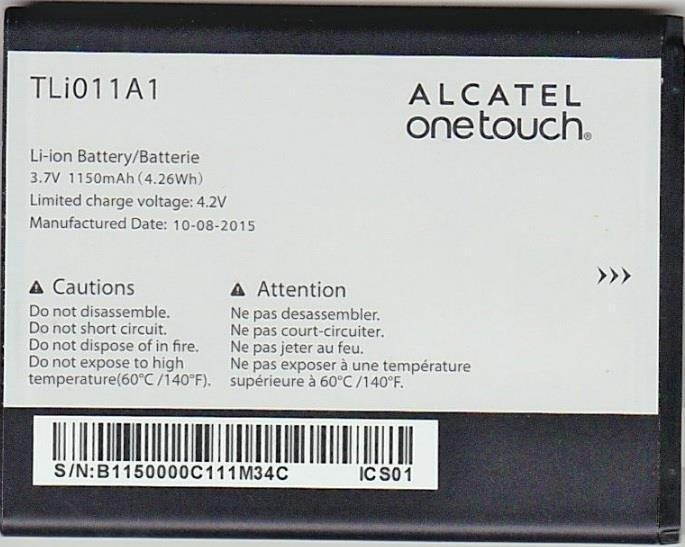 TLi011A1
ALCATEL
onetouch®
Li-ion Battery/Batterie
3.7V 1150mAh (4.26Wh)
Limited charge voltage: 4.2V
Manufactured Date: 10-08-2015
⚠ Cautions
Do not disassemble.
Do not short circuit.
Do not dispose of in fire.
Do not expose to high
temperature(60°C /140°F).
⚠ Attention
Ne pas desassembler.
Ne pas court-circuiter.
Ne pas jeter au feu.
Ne pas exposer à une température
supérieure à 60°C /140°F.
S/N:B1150000C111M34C ICS01